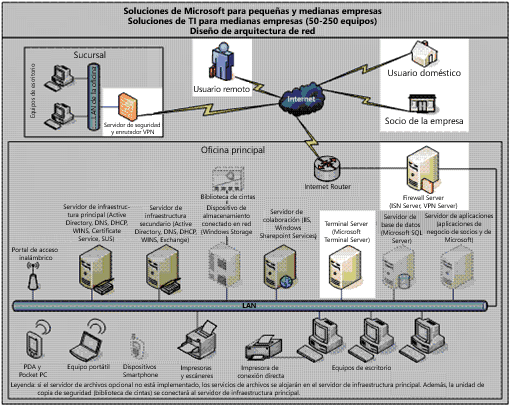 Soluciones de Microsoft para pequeñas y medianas empresas
Soluciones de TI para medianas empresas (50-250 equipos)
Diseño de arquitectura de red
Sucursal
Equipos de escritorio
LAN de la oficina
Servidor de seguridad
y enrutador VPN
Usuario remoto
Internet
Usuario doméstico
Socio de la empresa
Oficina principal
Internet Router
Firewall Server
(ISN Server, VPN Server)
Biblioteca de cintas
Servidor de infraestruc-
tura principal (Active
Directory, DNS, DHCP,
WINS, Certificate
Service, SUS)
Servidor de
infraestructura
secundario (Active
Directory, DNS, DHCP,
WINS, Exchange)
Dispositivo de
almacenamiento
conectado en red
(Windows Storage
Servidor de
colaboración (IIS,
Windows
Sharepoint Services)
Terminal Server
(Microsoft
Terminal Server)
Servidor de
base de datos
(Microsoft SQL
Server)
Servidor de aplicaciones
(aplicaciones de
negocio de socios y de
Microsoft)
Portal de acceso
inalámbrico
LAN
PDA y
Pocket PC
Equipo portátil
Dispositivos
Smartphone
Impresoras
y escáneres
Impresora de
conexión directa
Equipos de escritorio
Leyenda: si el servidor de archivos opcional no está implementado, los servicios de archivos se alojarán en el servidor de infraestructura principal. Además, la unidad de
copia de seguridad (biblioteca de cintas) se conectará al servidor de infraestructura principal.